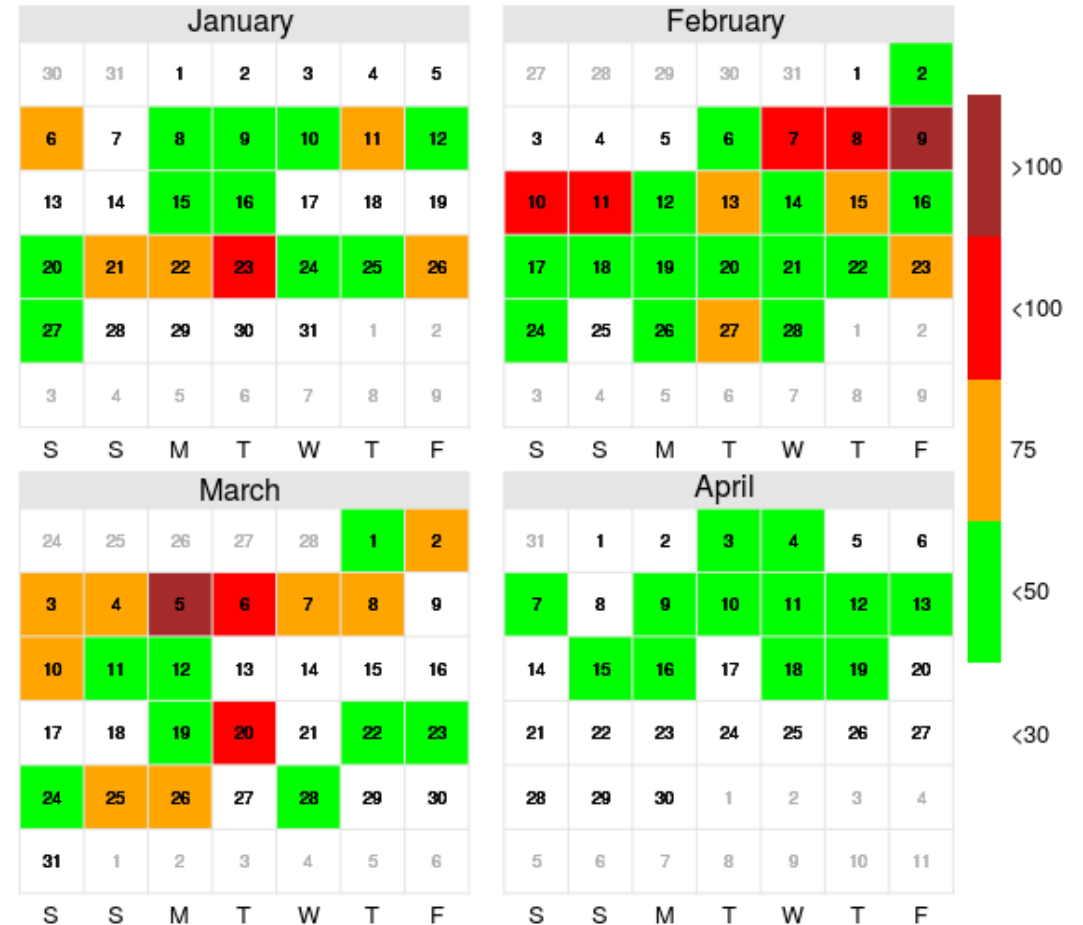 January February
30 31 1 2 3 4 5 27 28 29 30 31 1 2
6 7 8 9 10 11 12 3 4 5 6 7 8 9
>100
13 14 15 16 17 18 19 10 11 12 13 14 15 16
20 21 22 23 24 25 26 17 18 19 20 21 22 23
<100
27 28 29 30 31 1 2 24 25 26 27 28 1 2
3 4 5 6 7 8 9 3 4 5 6 7 8 9
S S M T W T F S S M T W T F
75
March April
24 25 26 27 28 1 2 31 1 2 3 4 5 6
<50
3 4 5 6 7 8 9 7 8 9 10 11 12 13
10 11 12 13 14 15 16 14 15 16 17 18 19 20
17 18 19 20 21 22 23 21 22 23 24 25 26 27
<30
24 25 26 27 28 29 30 28 29 30 1 2 3 4
31 1 2 3 4 5 6 5 6 7 8 9 10 11
S S M T W T F S S M T W T F